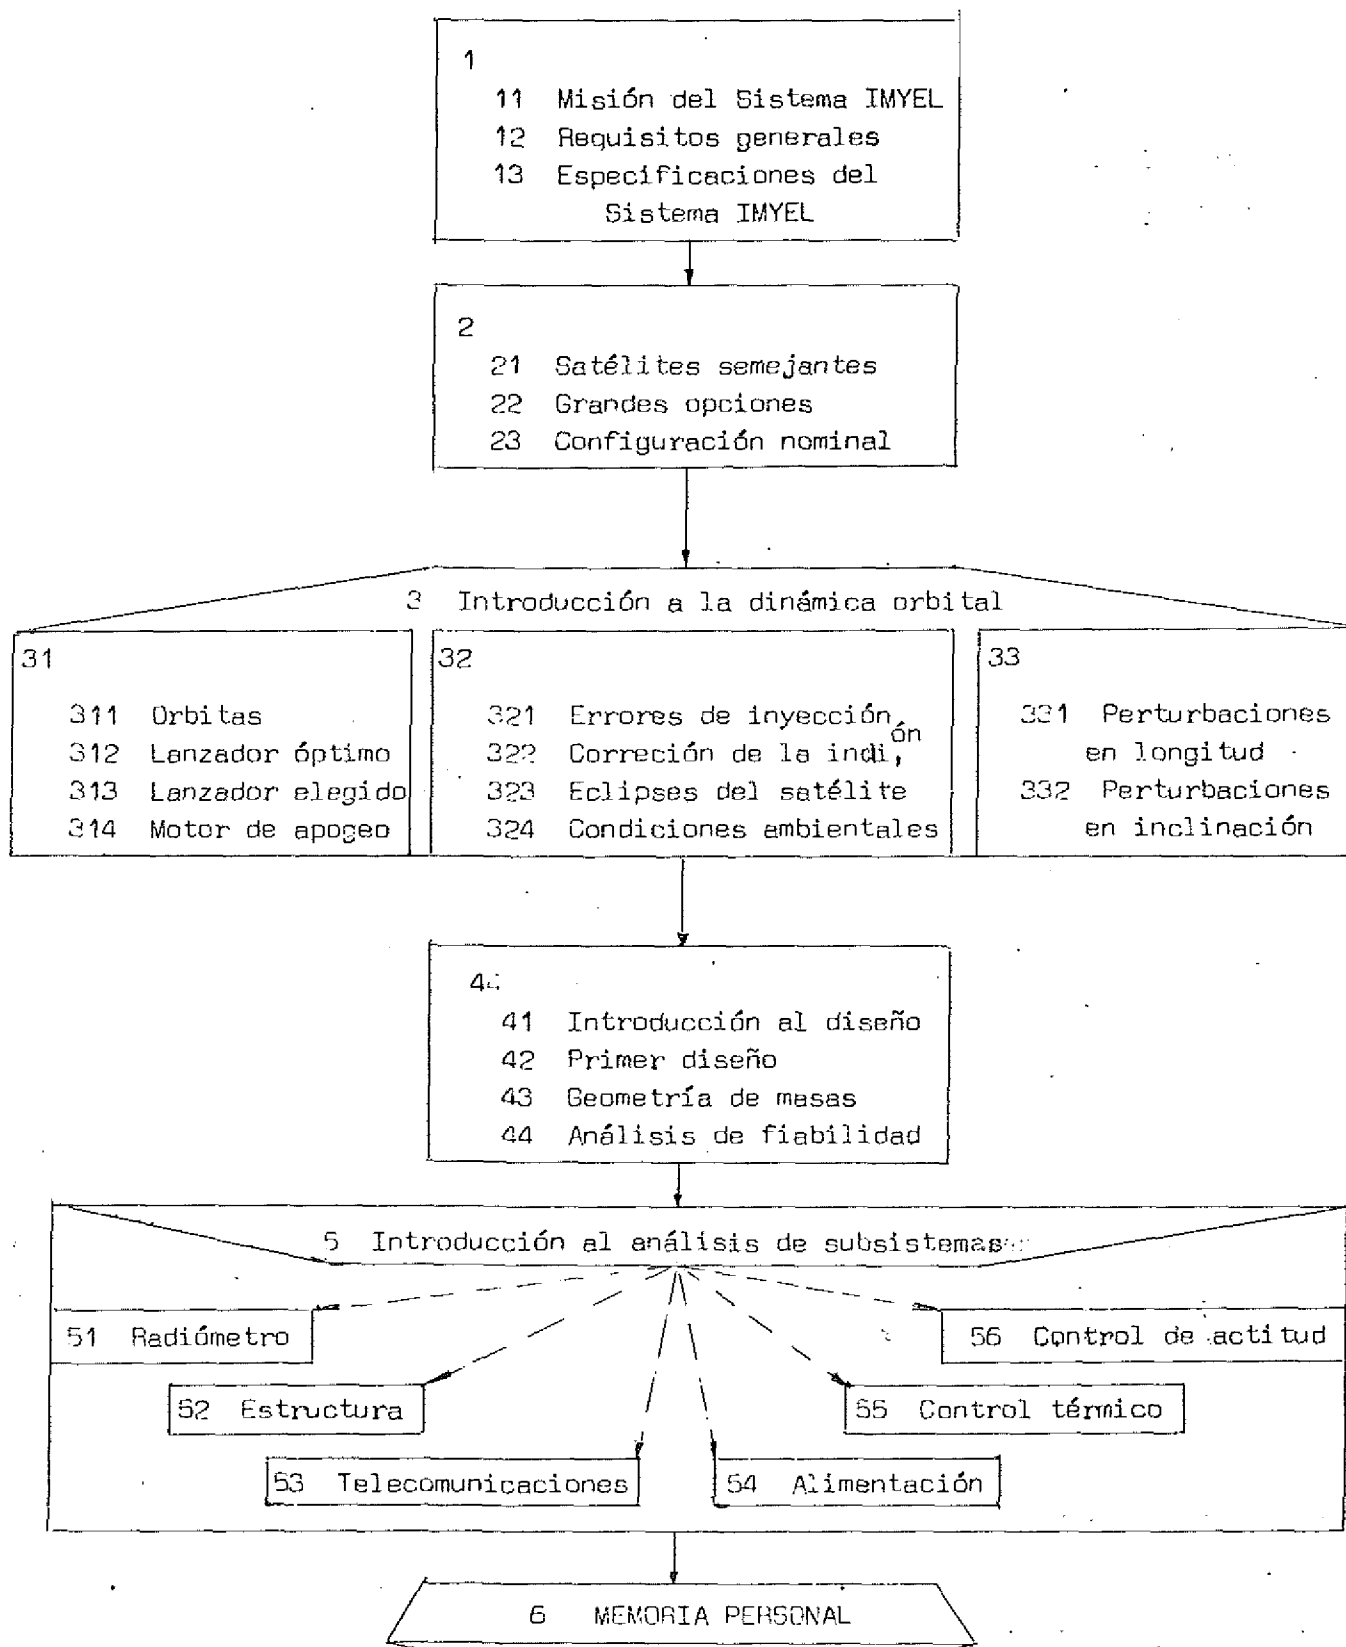 1
11 Misión del Sistema IMYEL
12 Requisitos generales
13 Especificaciones del
Sistema IMYEL
2
21 Satélites semejantes
22 Grandes opciones
23 Configuración nominal
3 Introducción a la dinámica orbital
31
311 Orbitas
312 Lanzador óptimo
313 Lanzador elegido
314 Motor de apogeo
32
321 Errores de inyección
322 Correción de la indi, ón
323 Eclipses del satélite
324 Condiciones ambientales
33
331 Perturbaciones
en longitud
332 Perturbaciones
en inclinación
4
41 Introducción al diseño
42 Primer diseño
43 Geometría de masas
44 Análisis de fiabilidad
5 Introducción al análisis de subsistemas
51 Radiómetro
56 Control de actitud
52 Estructura
55 Control térmico
53 Telecomunicaciones
54 Alimentación
6 MEMORIA PERSONAL